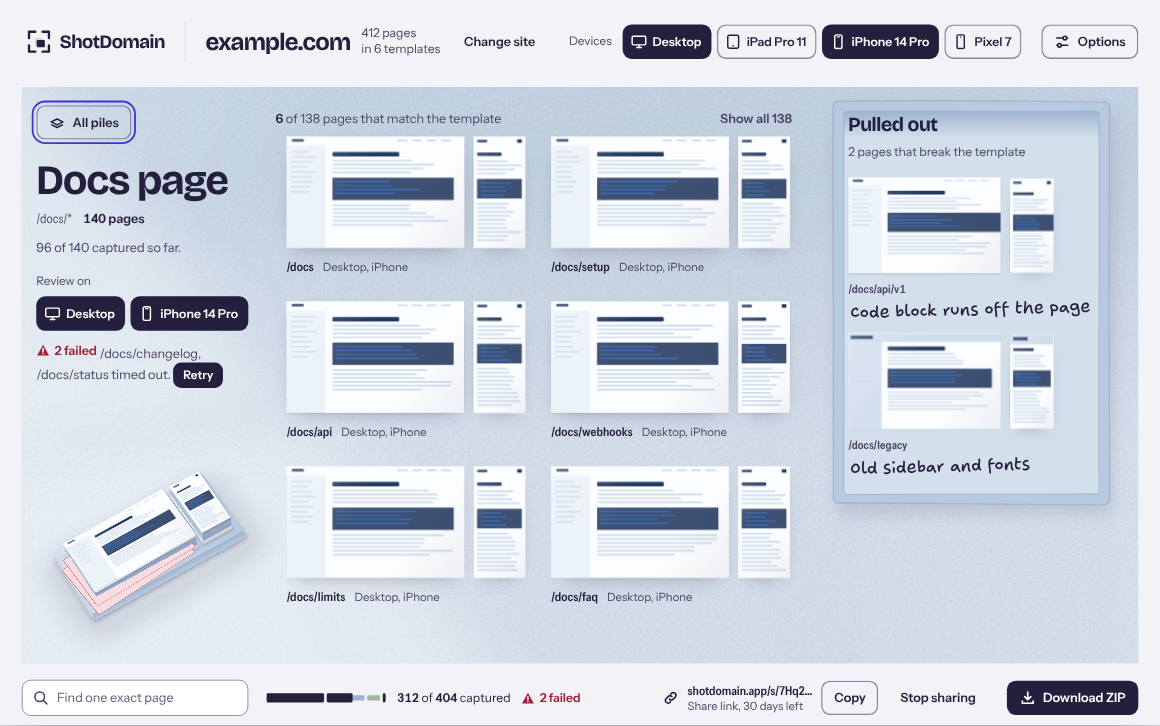 ShotDomain
example.com
412 pages
in 6 templates
Change site
Devices
Desktop
iPad Pro 11
iPhone 14 Pro
Pixel 7
Options
All piles
Docs page
/docs/* 140 pages
96 of 140 captured so far.
Review on
Desktop
iPhone 14 Pro
2 failed /docs/changelog,
/docs/status timed out. Retry
6 of 138 pages that match the template
Show all 138
/docs Desktop, iPhone
/docs/setup Desktop, iPhone
/docs/api Desktop, iPhone
/docs/webhooks Desktop, iPhone
/docs/limits Desktop, iPhone
/docs/faq Desktop, iPhone
Pulled out
2 pages that break the template
/docs/api/v1
code block runs off the page
/docs/legacy
Old sidebar and fonts
Find one exact page
312 of 404 captured
2 failed
shotdomain.app/s/7Hq2...
Share link, 30 days left
Copy
Stop sharing
Download ZIP